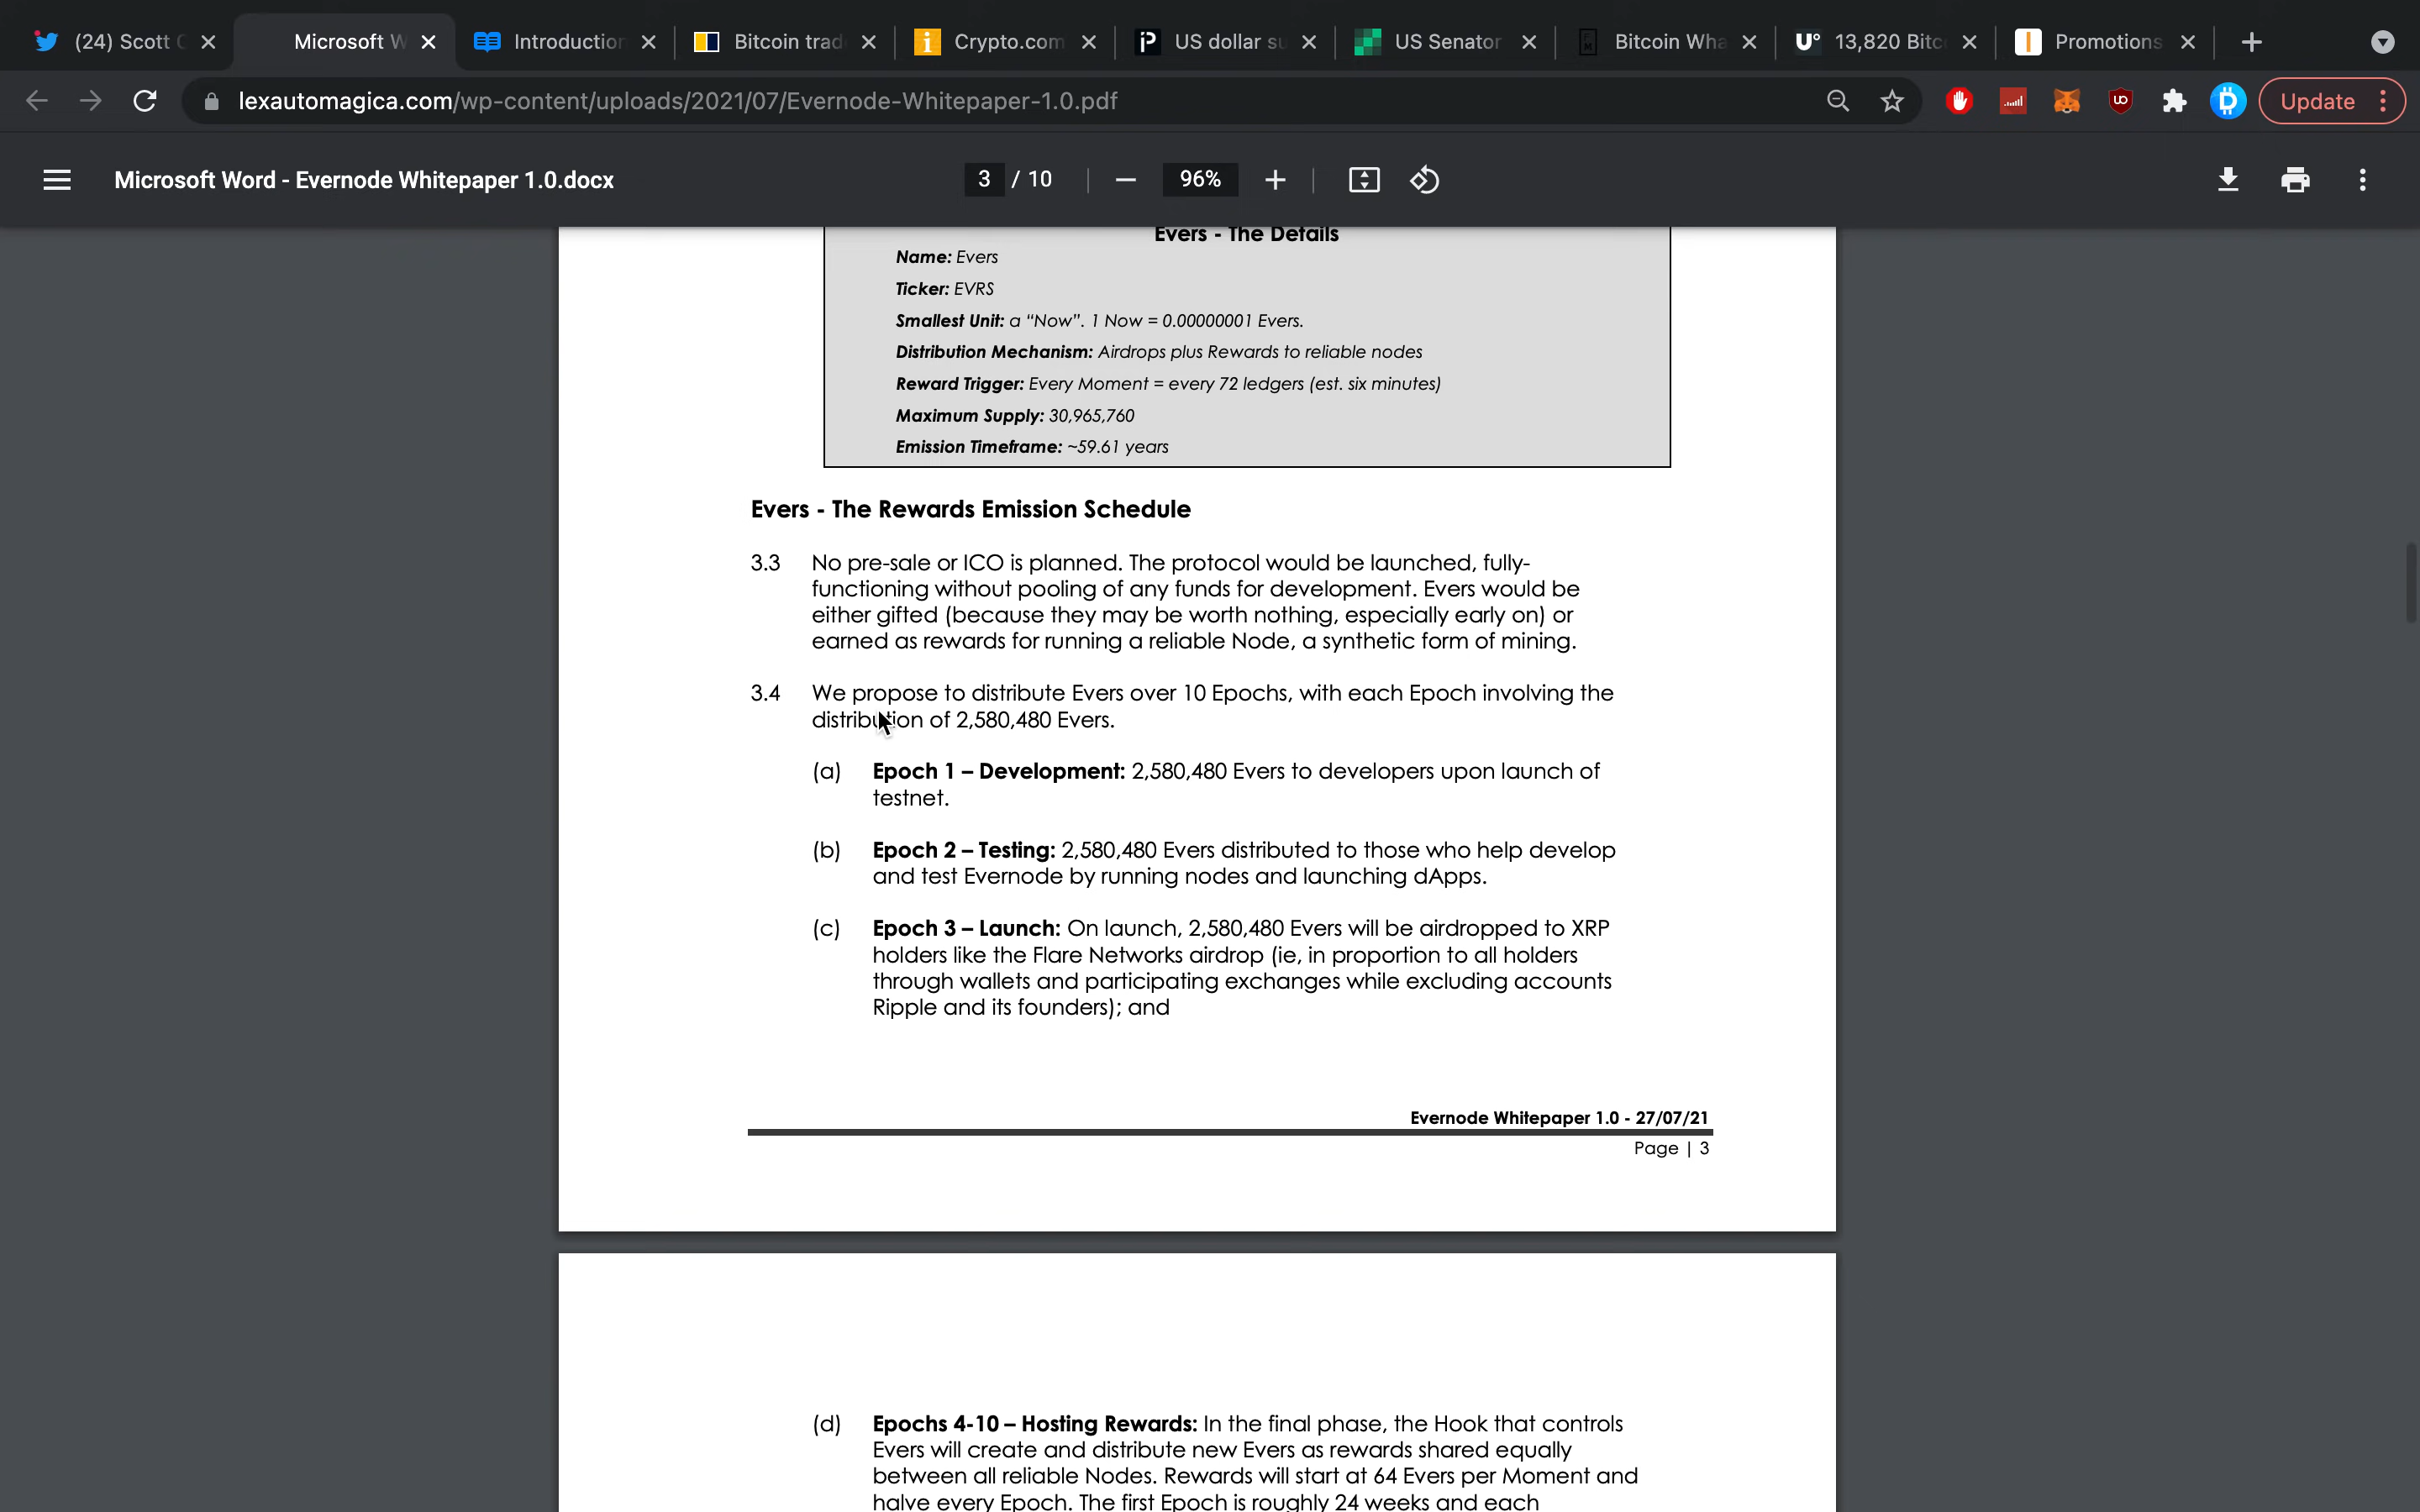 (24) Scott
Microsoft W
Introduction
Bitcoin trad
Crypto.com
US dollar su
US Senator
Bitcoin Wha
13,820 Bitc
Promotions
lexautomagica.com/wp-content/uploads/2021/07/Evernode-Whitepaper-1.0.pdf
Update
Microsoft Word - Evernode Whitepaper 1.0.docx
3 / 10
96%
Evers - The Details
Name: Evers
Ticker: EVRS
Smallest Unit: a “Now”. 1 Now = 0.00000001 Evers.
Distribution Mechanism: Airdrops plus Rewards to reliable nodes
Reward Trigger: Every Moment = every 72 ledgers (est. six minutes)
Maximum Supply: 30,965,760
Emission Timeframe: ~59.61 years
Evers - The Rewards Emission Schedule
3.3 No pre-sale or ICO is planned. The protocol would be launched, fully-
functioning without pooling of any funds for development. Evers would be
either gifted (because they may be worth nothing, especially early on) or
earned as rewards for running a reliable Node, a synthetic form of mining.
3.4 We propose to distribute Evers over 10 Epochs, with each Epoch involving the
distribution of 2,580,480 Evers.
(a) Epoch 1 – Development: 2,580,480 Evers to developers upon launch of
testnet.
(b) Epoch 2 – Testing: 2,580,480 Evers distributed to those who help develop
and test Evernode by running nodes and launching dApps.
(c) Epoch 3 – Launch: On launch, 2,580,480 Evers will be airdropped to XRP
holders like the Flare Networks airdrop (ie, in proportion to all holders
through wallets and participating exchanges while excluding accounts
Ripple and its founders); and
Evernode Whitepaper 1.0 - 27/07/21
Page | 3
(d) Epochs 4-10 – Hosting Rewards: In the final phase, the Hook that controls
Evers will create and distribute new Evers as rewards shared equally
between all reliable Nodes. Rewards will start at 64 Evers per Moment and
halve every Epoch. The first Epoch is roughly 24 weeks and each